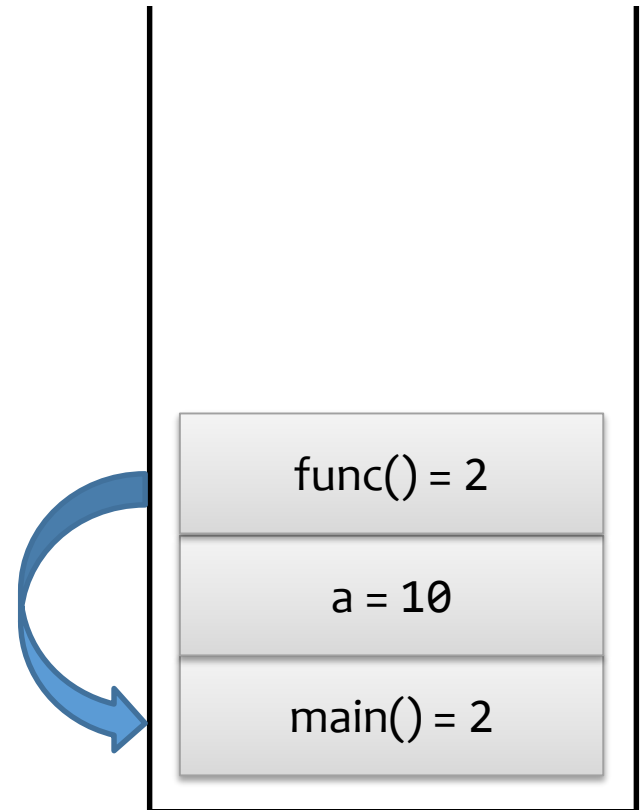 func() = 2
a = 10
main() = 2